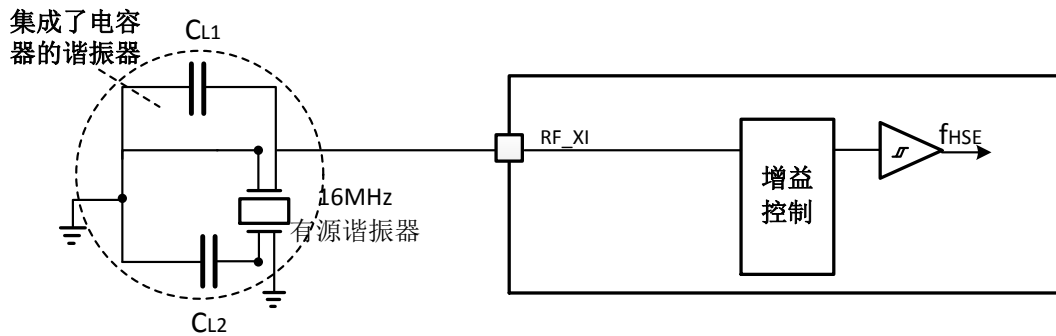 集成了电容
器的谐振器
CL1
RF_XI
fHSE
增益
控制
16MHz
有源谐振器
CL2